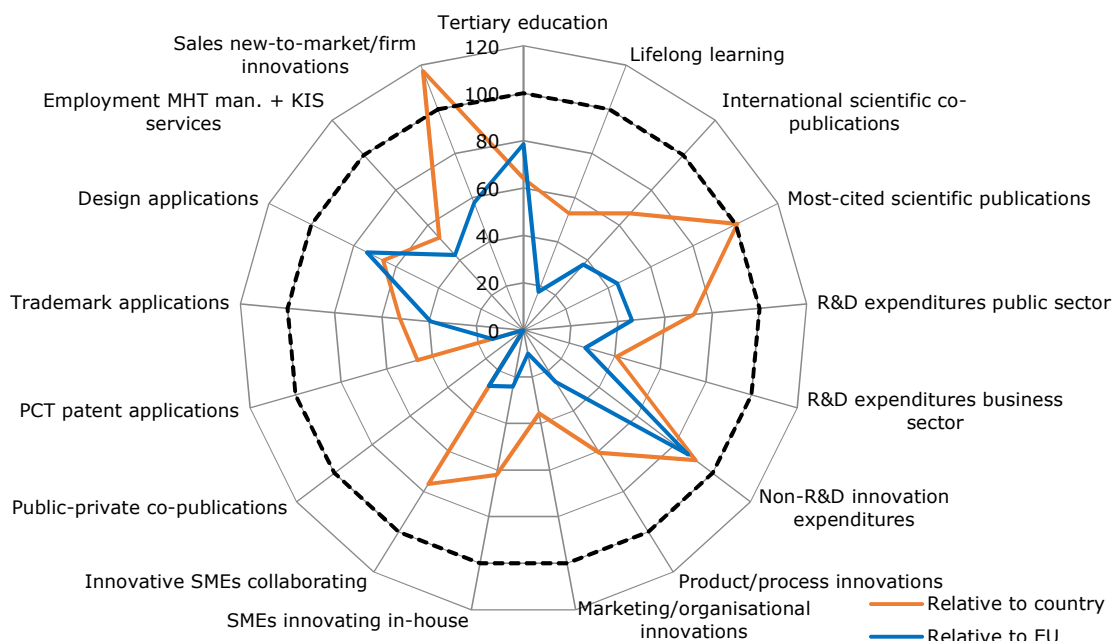 Tertiary education
Sales new-to-market/firm
innovations
Lifelong learning
Employment MHT man. + KIS
services
International scientific co-
publications
Design applications
Most-cited scientific publications
Trademark applications
R&D expenditures public sector
PCT patent applications
R&D expenditures business
sector
Public-private co-publications
Non-R&D innovation
expenditures
Innovative SMEs collaborating
Product/process innovations
SMEs innovating in-house
Marketing/organisational
innovations
120
100
80
60
40
20
0
Relative to country
Relative to EU